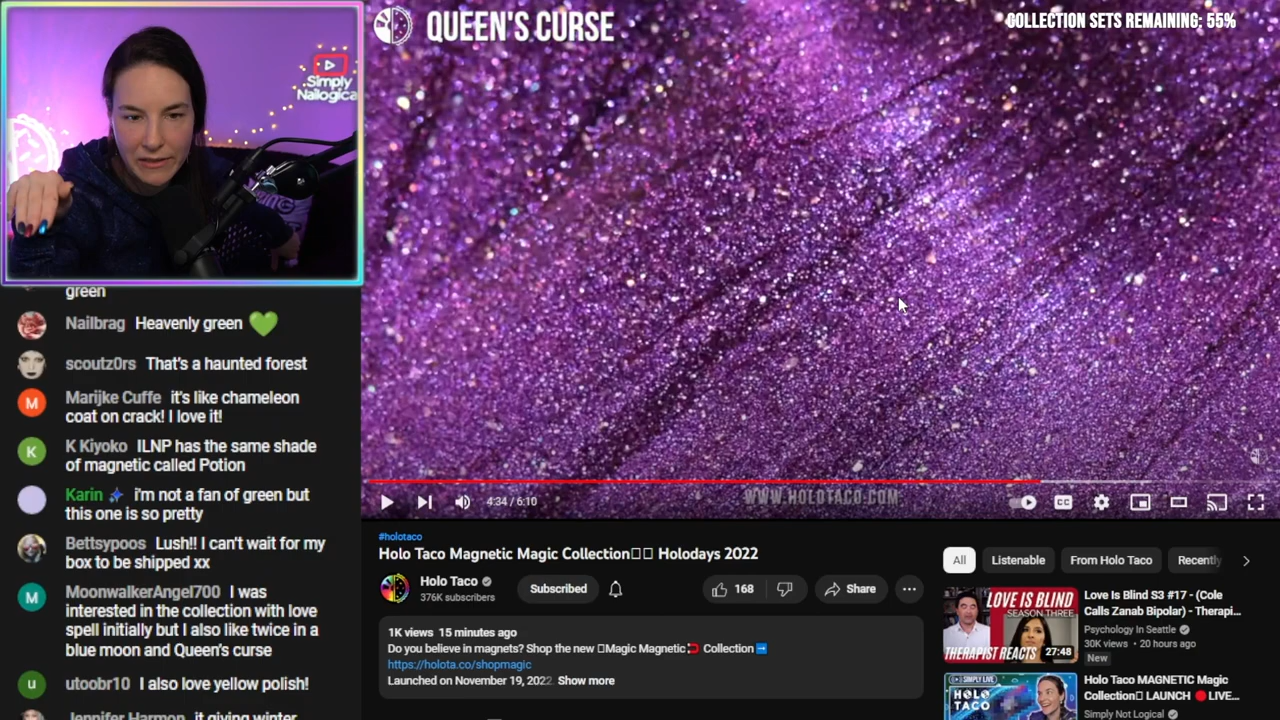 QUEEN'S CURSE
COLLECTION SETS REMAINING: 55%
Simply
Nailogical
green
Nailbrag Heavenly green 💚
scoutz0rs That's a haunted forest
Marijke Cuffe it's like chameleon
coat on crack! I love it!
K Kiyoko ILNP has the same shade
of magnetic called Potion
Karin i'm not a fan of green but
this one is so pretty
Bettsypoos Lush!! I can't wait for my
box to be shipped xx
MoonwalkerAngel700 I was
interested in the collection with love
spell initially but I also like twice in a
blue moon and Queen's curse
utoobr10 I also love yellow polish!
Jennifer Harmon it giving winter
4:34 / 6:10
WWW.HOLOTACO.COM
CC
#holotaco
Holo Taco Magnetic Magic Collection Holodays 2022
Holo Taco
376K subscribers
Subscribed
168
Share
1K views 15 minutes ago
Do you believe in magnets? Shop the new Magic Magnetic Collection
https://holota.co/shopmagic
Launched on November 19, 2022. Show more
All
Listenable
From Holo Taco
Recently
LOVE IS BLIND
SEASON THREE
THERAPIST REACTS
27:48
Love Is Blind S3 #17 - (Cole
Calls Zanab Bipolar) - Therapi...
Psychology In Seattle
30K views • 20 hours ago
New
SIMPLY LIVE
HOLO
TACO
Holo Taco MAGNETIC Magic
Collection LAUNCH 🔴LIVE...
Simply Not Logical